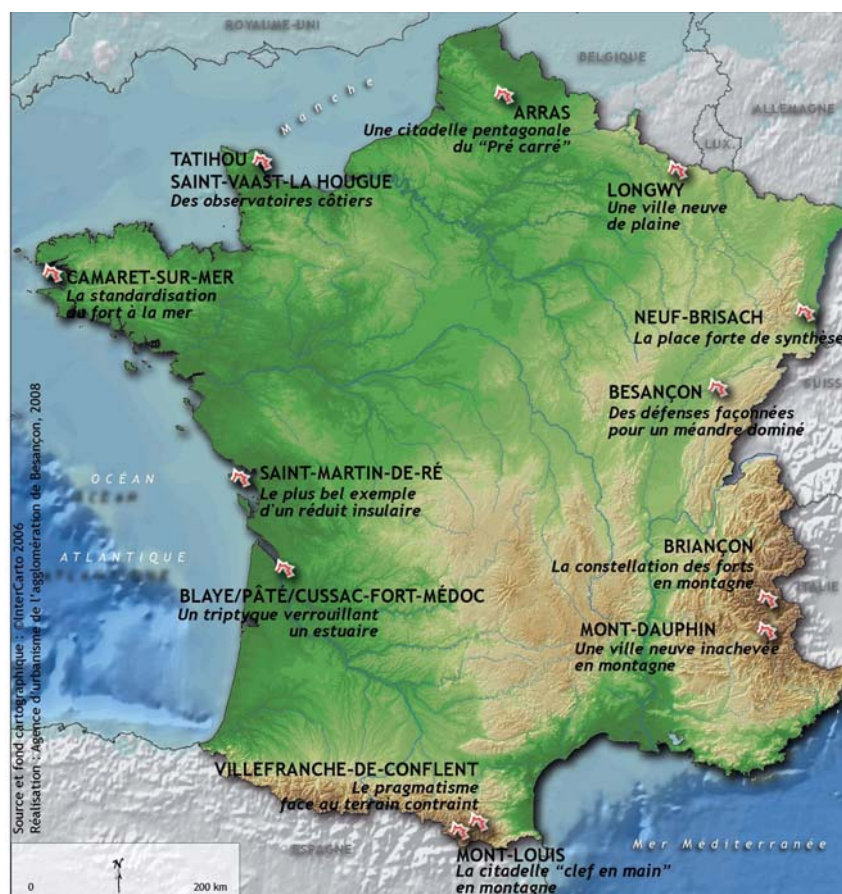 ROYAUME-UNI
BELGIQUE
ALLEMAGNE
LUX.
Manche
ARRAS
Une citadelle pentagonale
du "Pré carré"
TATIHOU
SAINT-VAAST-LA HOUGUE
Des observatoires côtiers
LONGWY
Une ville neuve
de plaine
CAMARET-SUR-MER
La standardisation
du fort à la mer
NEUF-BRISACH
La place forte de synthèse
SUISS
BESANÇON
Des défenses façonnées
pour un méandre dominé
OCÉAN
ATLANTIQUE
SAINT-MARTIN-DE-RÉ
Le plus bel exemple
d'un réduit insulaire
BRIANÇON
La constellation des forts
en montagne
ITALIE
BLAYE/PÂTÉ/CUSSAC-FORT-MÉDOC
Un triptyque verrouillant
un estuaire
MONT-DAUPHIN
Une ville neuve inachevée
en montagne
VILLEFRANCHE-DE-CONFLENT
Le pragmatisme
face au terrain contraint
ESPAGNE
Mer Méditerranée
MONT-LOUIS
La citadelle "clef en main"
en montagne
N
0 200 km
Source et fond cartographique : ©InterCarto 2006
Réalisation : Agence d'urbanisme de l'agglomération de Besançon, 2008